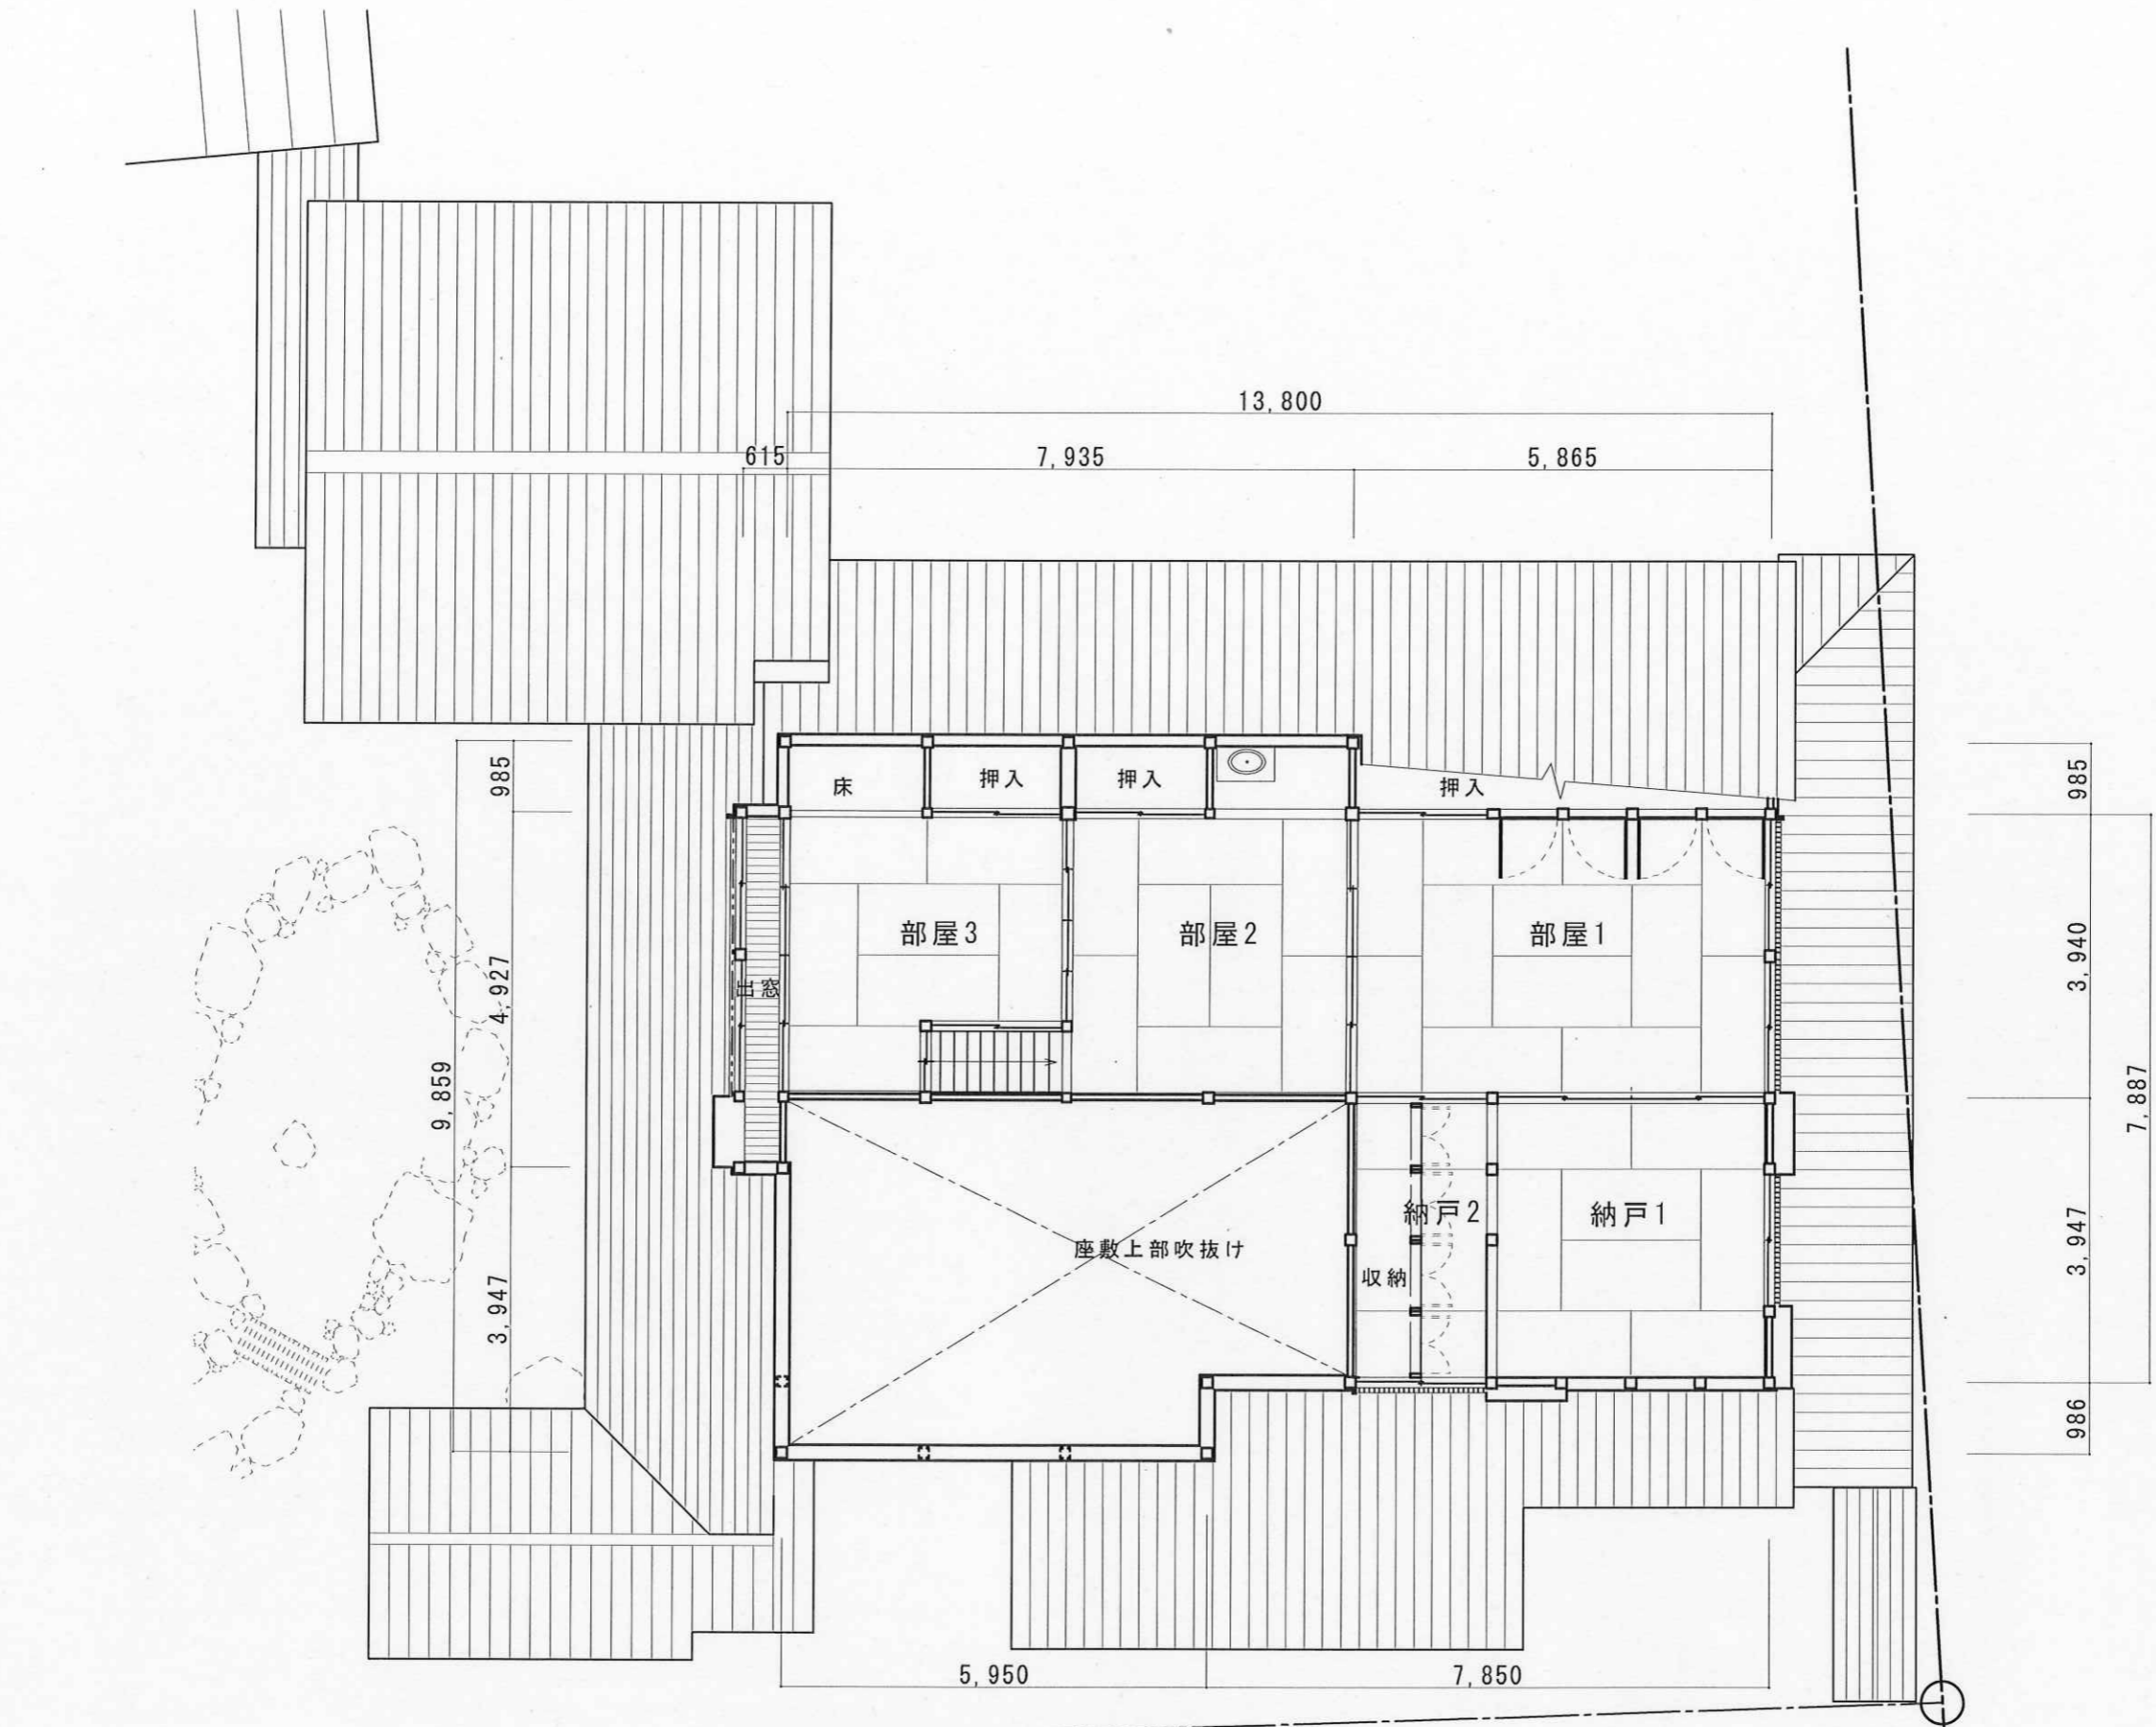 13,800
615
7,935
5,865
985
985
床
押入
押入
押入
部屋3
部屋2
部屋1
3,940
4,927
出窓
9,859
7,887
納戸2
納戸1
座敷上部吹抜け
3,947
収納
3,947
986
5,950
7,850